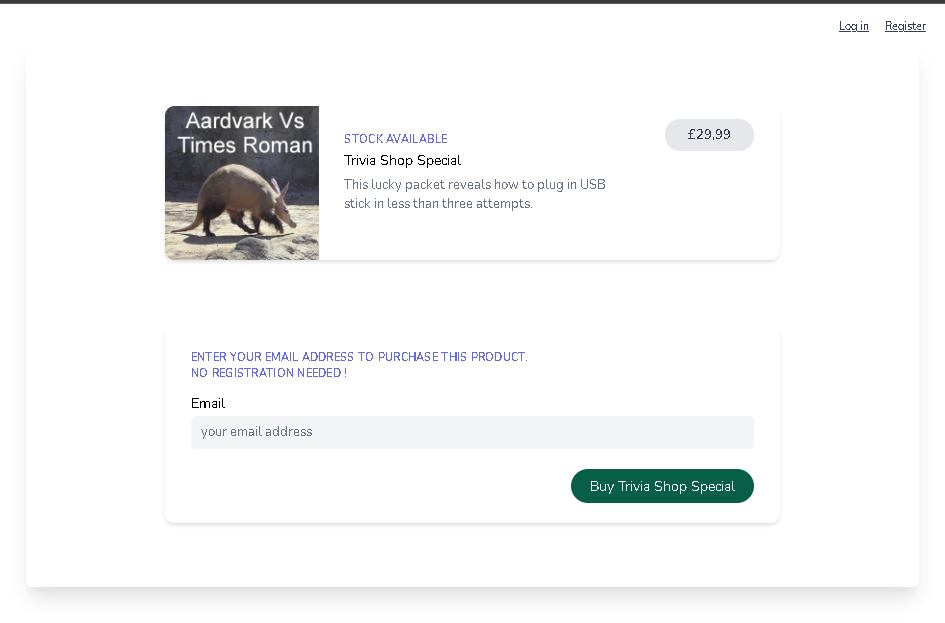 Log in Register
Aardvark Vs
Times Roman
STOCK AVAILABLE
£29,99
Trivia Shop Special
This lucky packet reveals how to plug in USB
stick in less than three attempts.
ENTER YOUR EMAIL ADDRESS TO PURCHASE THIS PRODUCT.
NO REGISTRATION NEEDED !
Email
your email address
Buy Trivia Shop Special